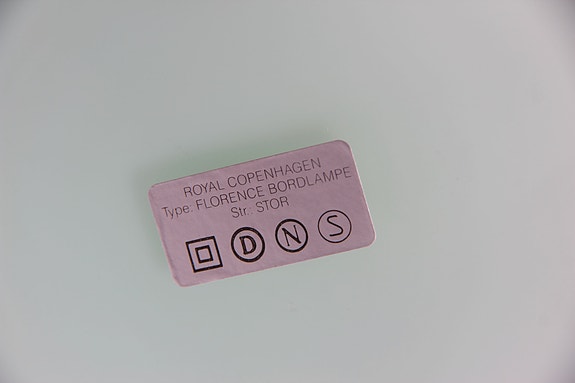 ROYAL COPENHAGEN
Type: FLORENCE BORDLAMPE
Str.: STOR
D N S